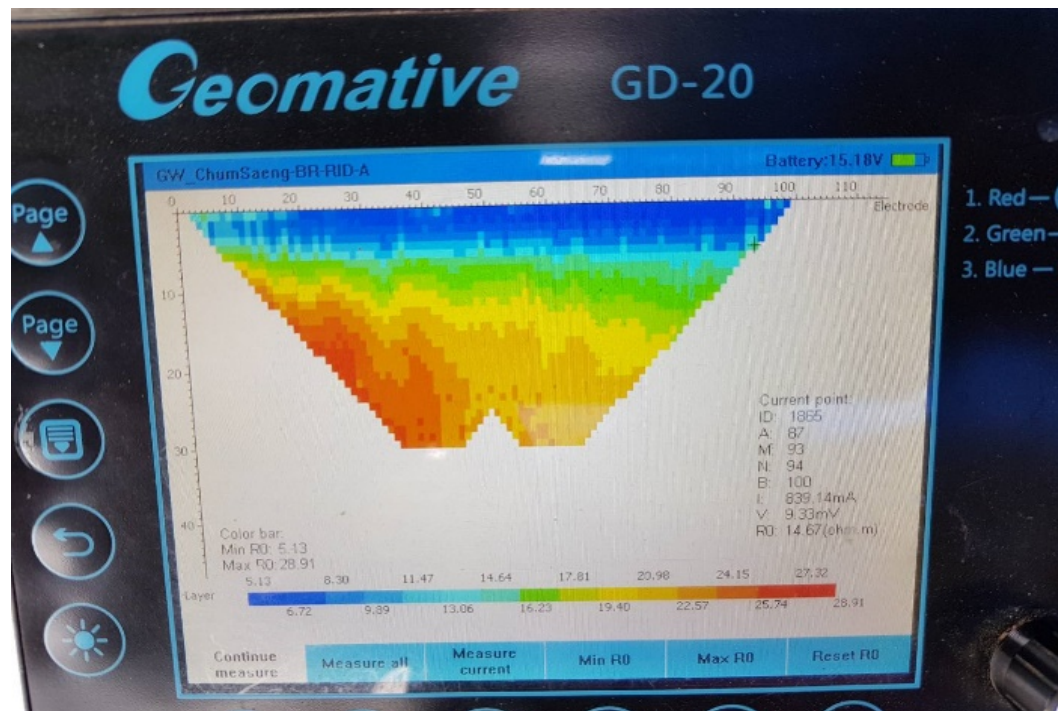 Geomative GD-20
GW_ChumSaeng-BR-RID-A
Battery:15.18V
0 10 20 30 40 50 60 70 80 90 100 110
Electrode
10
20
30
40
Layer
Page
Page
1. Red—
2. Green—
3. Blue —
Current point:
ID: 1865
A: 87
M: 93
N: 94
B: 100
I: 839.14mA
V: 9.33mV
R0: 14.67(ohm.m)
Color bar:
Min R0: 5.13
Max R0:28.91
5.13 8.30 11.47 14.64 17.81 20.98 24.15 27.32
6.72 9.89 13.06 16.23 19.40 22.57 25.74 28.91
Continue measure
Measure all
Measure current
Min R0
Max R0
Reset R0